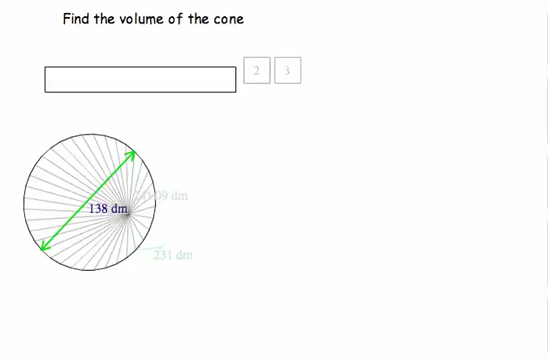 Find the volume of the cone
2 3
138 dm
231 dm